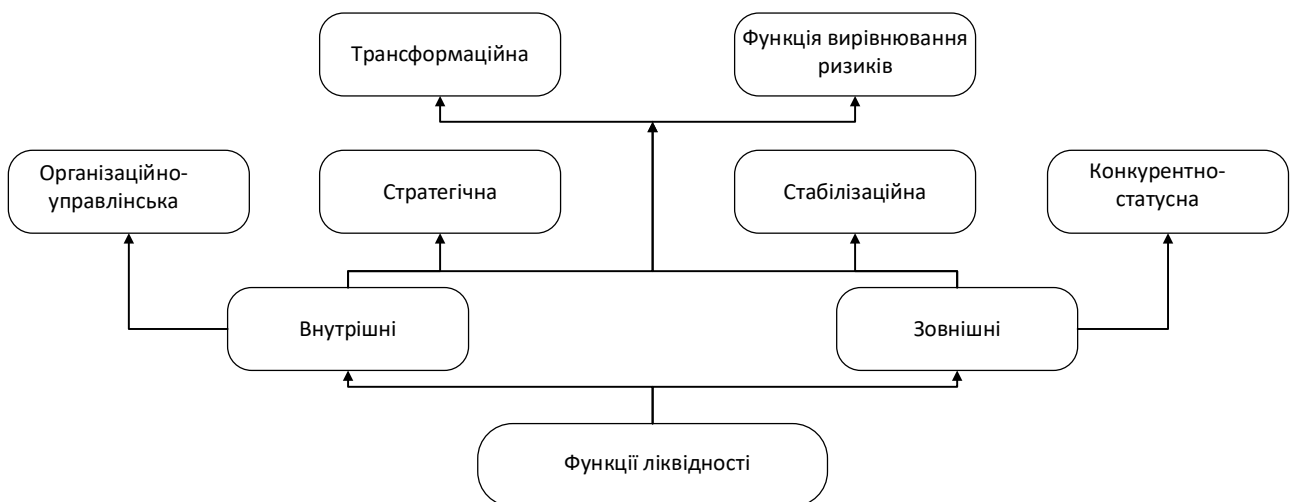 Трансформаційна
Функція вирівнювання
ризиків
Організаційно-
управлінська
Стратегічна
Стабілізаційна
Конкурентно-
статусна
Внутрішні
Зовнішні
Функції ліквідності